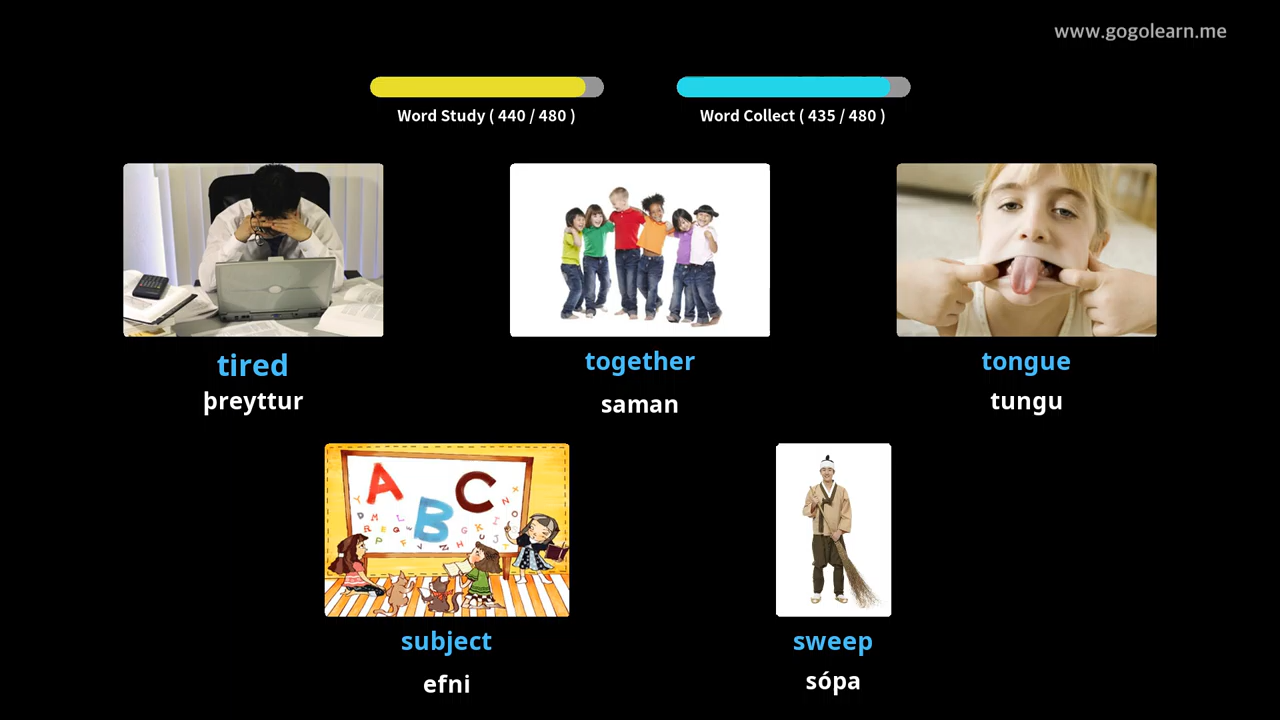 www.gogolearn.me
Word Study ( 440 / 480 )
Word Collect ( 435 / 480 )
tired
þreyttur
together
saman
tongue
tungu
A B C
subject
efni
sweep
sópa